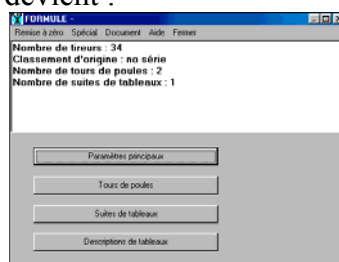 devient :
FORMULE -
Remise à zéro Spécial Document Aide Fermer
Nombre de tireurs : 34
Classement d'origine : no série
Nombre de tours de poules : 2
Nombre de suites de tableaux : 1
Paramètres principaux
Tours de poules
Suites de tableaux
Descriptions de tableaux